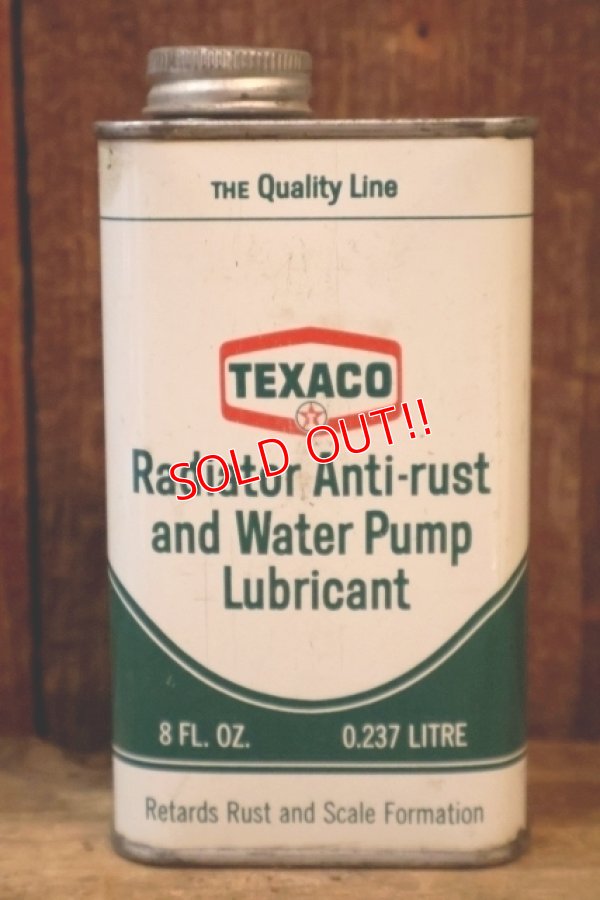 THE Quality Line
TEXACO
T
SOLD OUT!!
Radiator Anti-rust
and Water Pump
Lubricant
8 FL. OZ. 0.237 LITRE
Retards Rust and Scale Formation